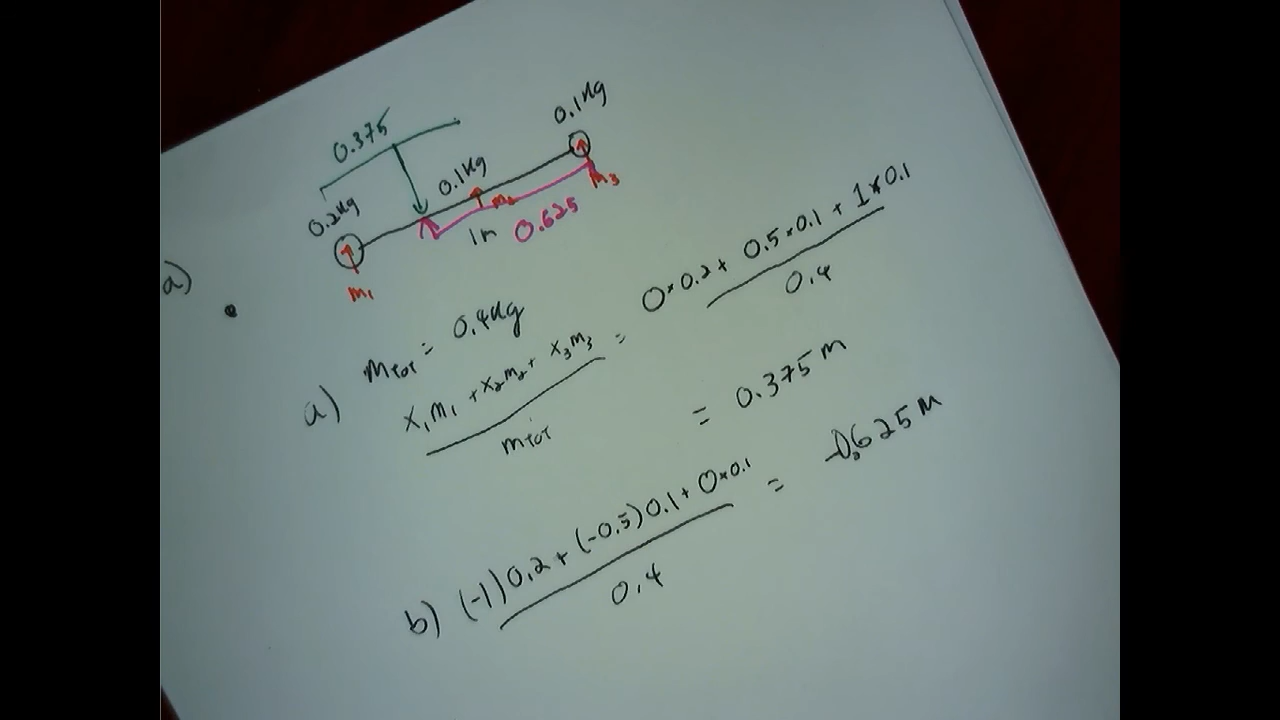 0.375
0.1Kg
0.1Kg
0.2Kg
m₂
m₃
1m
0.625
m₁
a)
mTOT = 0.4Kg
a) x₁m₁ + x₂m₂ + x₃m₃ / mTOT = 0×0.2 + 0.5×0.1 + 1×0.1 / 0.4
= 0.375 m
b) (-1)0.2 + (-0.5)0.1 + 0×0.1 / 0.4 = -0.625 m